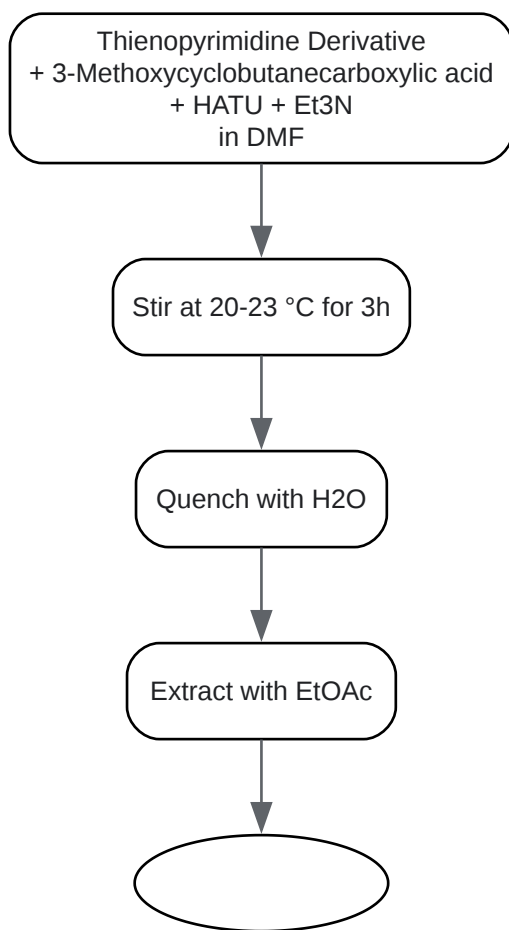 Thienopyrimidine Derivative
+ 3-Methoxycyclobutanecarboxylic acid
+ HATU + Et3N
in DMF
Stir at 20-23 °C for 3h
Quench with H2O
Extract with EtOAc